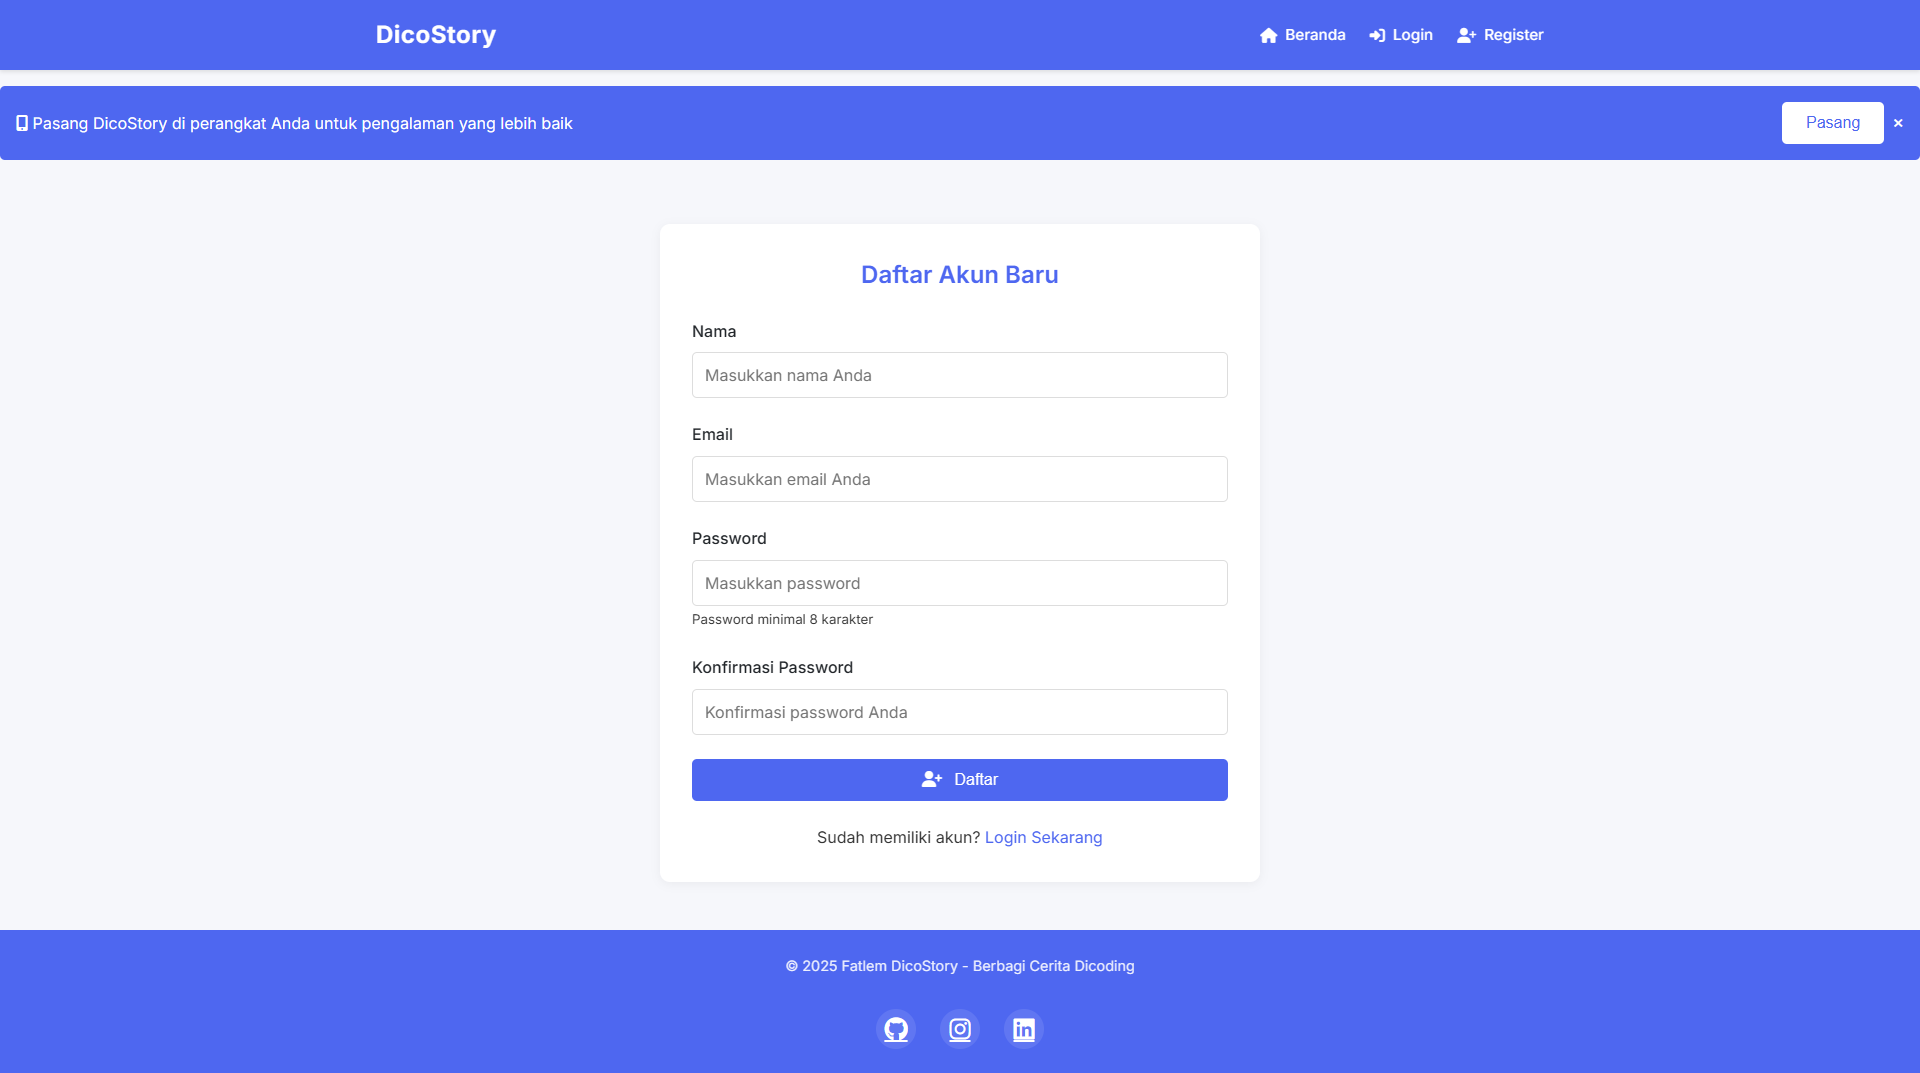 DicoStory
Beranda
Login
Register
Pasang DicoStory di perangkat Anda untuk pengalaman yang lebih baik
Pasang
×
Daftar Akun Baru
Nama
Masukkan nama Anda
Email
Masukkan email Anda
Password
Masukkan password
Password minimal 8 karakter
Konfirmasi Password
Konfirmasi password Anda
Daftar
Sudah memiliki akun? Login Sekarang
© 2025 Fatlem DicoStory - Berbagi Cerita Dicoding